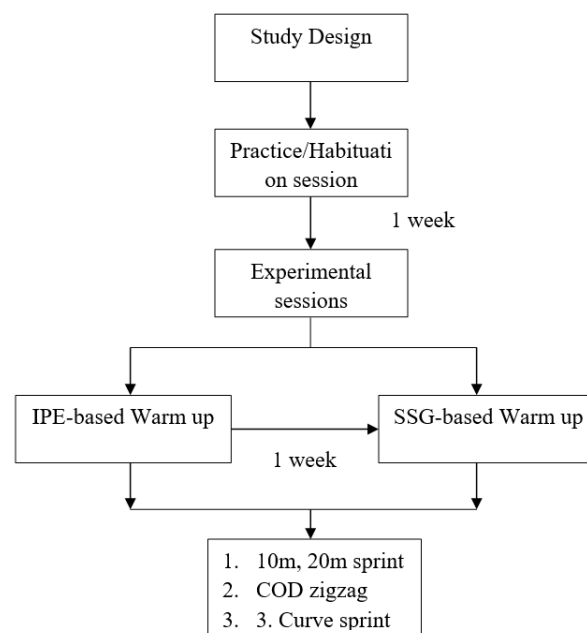 Study Design
Practice/Habituati
on session
1 week
Experimental
sessions
IPE-based Warm up
SSG-based Warm up
1 week
1. 10m, 20m sprint
2. COD zigzag
3. 3. Curve sprint